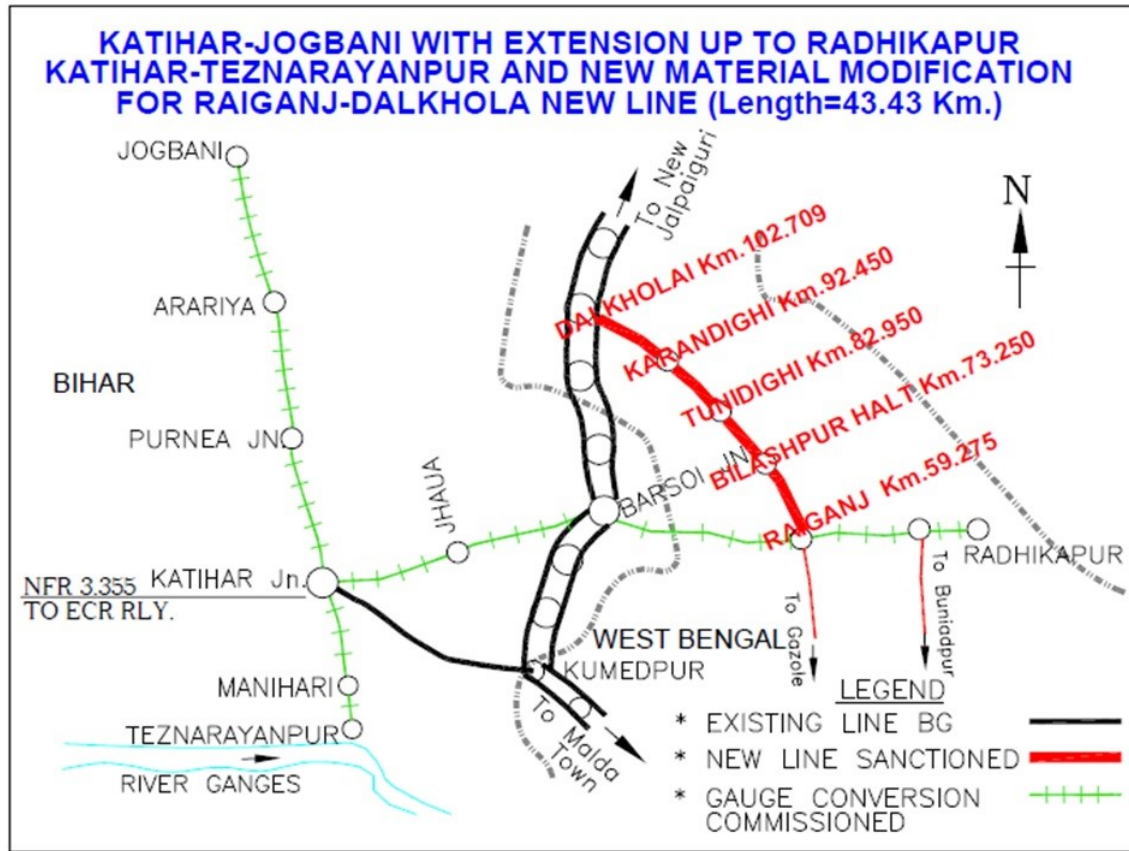 KATIHAR-JOGBANI WITH EXTENSION UP TO RADHIKAPUR
KATIHAR-TEZNARAYANPUR AND NEW MATERIAL MODIFICATION
FOR RAIGANJ-DALKHOLA NEW LINE (Length=43.43 Km.)
JOGBANI
To New
Jalpaiguri
N
DALKHOLAI Km.102.709
ARARIYA
KARANDIGHI Km.92.450
BIHAR
TUNIDIGHI Km.82.950
PURNEA JN.
BILASHPUR HALT Km.73.250
JHAUA
BARSOI JN.
RAIGANJ Km.59.275
RADHIKAPUR
NFR 3.355
KATIHAR Jn.
TO ECR RLY.
To Gazole
To Buniadpur
WEST BENGAL
KUMEDPUR
MANIHARI
To Malda
Town
TEZNARAYANPUR
RIVER GANGES
LEGEND
* EXISTING LINE BG
* NEW LINE SANCTIONED
* GAUGE CONVERSION
COMMISSIONED